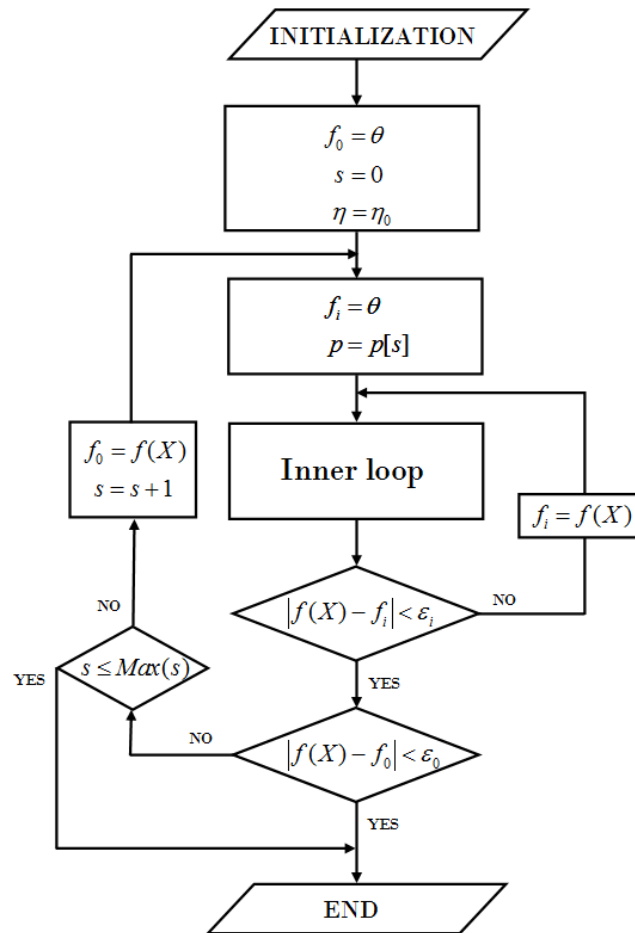 INITIALIZATION
f₀ = θ
s = 0
η = η₀
fᵢ = θ
p = p[s]
Inner loop
fᵢ = f(X)
f₀ = f(X)
s = s + 1
|f(X) − fᵢ| < εᵢ
NO
YES
NO
s ≤ Max(s)
YES
|f(X) − f₀| < ε₀
NO
YES
END